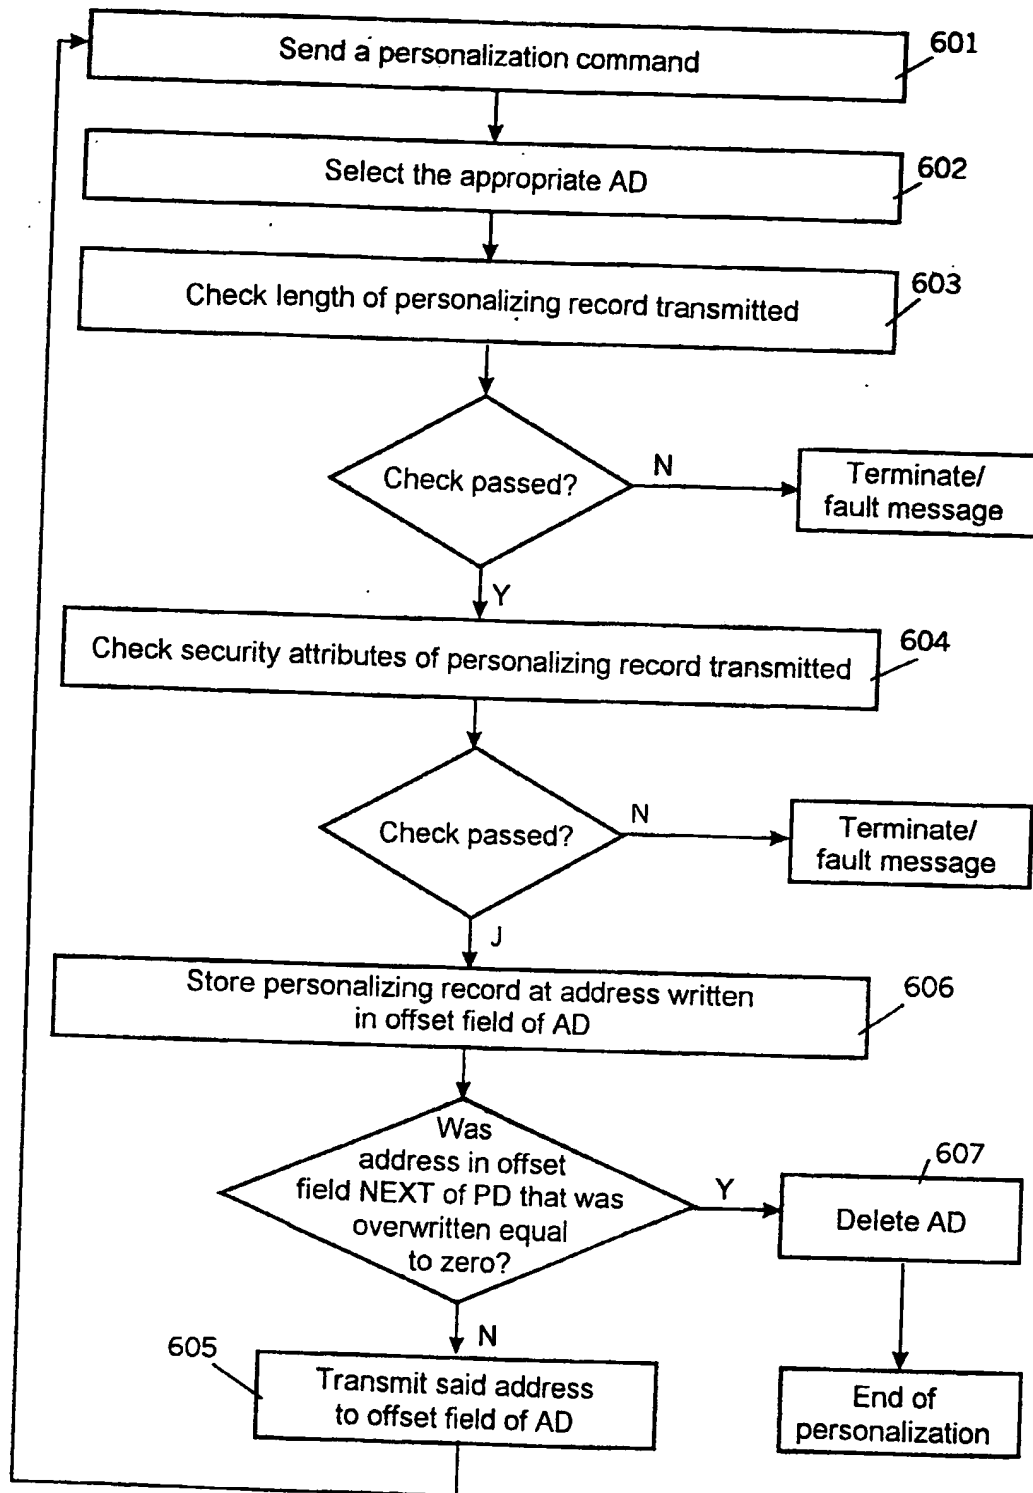 Send a personalization command
601
Select the appropriate AD
602
Check length of personalizing record transmitted
603
Check passed?
N
Terminate/
fault message
Y
Check security attributes of personalizing record transmitted
604
Check passed?
N
Terminate/
fault message
J
Store personalizing record at address written
in offset field of AD
606
Was
address in offset
field NEXT of PD that was
overwritten equal
to zero?
Y
607
Delete AD
N
605
Transmit said address
to offset field of AD
End of
personalization